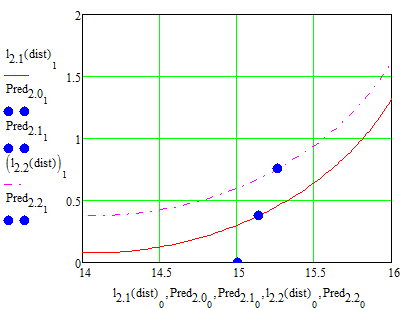 2
l2.1(dist)1
1.5
Pred2.01
Pred2.11
1
(l2.2(dist))1
Pred2.21
0.5
0
14 14.5 15 15.5 16
l2.1(dist)0,Pred2.00,Pred2.10,l2.2(dist)0,Pred2.20